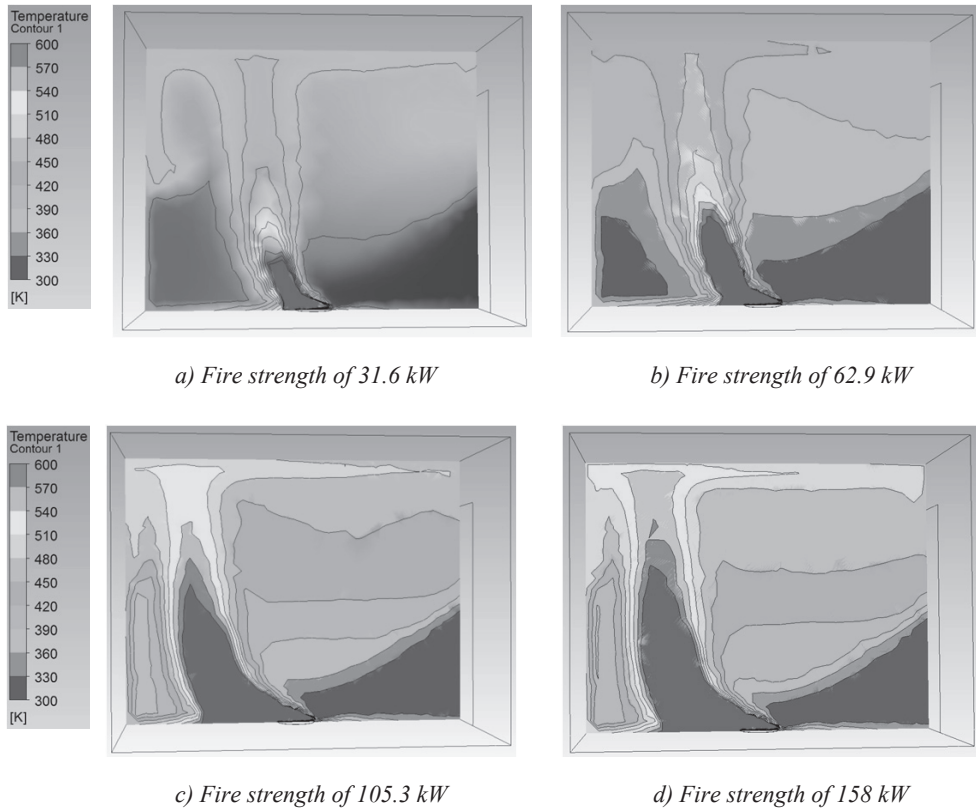 Temperature
Contour 1
600
570
540
510
480
450
420
390
360
330
300
[K]
a) Fire strength of 31.6 kW
b) Fire strength of 62.9 kW
Temperature
Contour 1
600
570
540
510
480
450
420
390
360
330
300
[K]
c) Fire strength of 105.3 kW
d) Fire strength of 158 kW